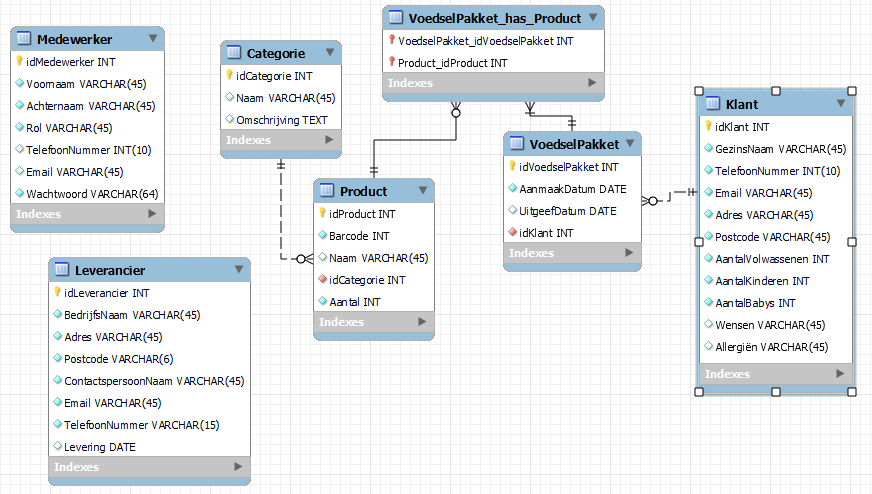 Medewerker
idMedewerker INT
Voornaam VARCHAR(45)
Achternaam VARCHAR(45)
Rol VARCHAR(45)
TelefoonNummer INT(10)
Email VARCHAR(45)
Wachtwoord VARCHAR(64)
Indexes
Categorie
idCategorie INT
Naam VARCHAR(45)
Omschrijving TEXT
Indexes
VoedselPakket_has_Product
VoedselPakket_idVoedselPakket INT
Product_idProduct INT
Indexes
Klant
idKlant INT
GezinsNaam VARCHAR(45)
TelefoonNummer INT(10)
Email VARCHAR(45)
Adres VARCHAR(45)
Postcode VARCHAR(45)
AantalVolwassenen INT
AantalKinderen INT
AantalBabys INT
Wensen VARCHAR(45)
Allergiën VARCHAR(45)
Indexes
VoedselPakket
idVoedselPakket INT
AanmaakDatum DATE
UitgeefDatum DATE
idKlant INT
Indexes
Product
idProduct INT
Barcode INT
Naam VARCHAR(45)
idCategorie INT
Aantal INT
Indexes
Leverancier
idLeverancier INT
BedrijfsNaam VARCHAR(45)
Adres VARCHAR(45)
Postcode VARCHAR(6)
ContactspersoonNaam VARCHAR(45)
Email VARCHAR(45)
TelefoonNummer VARCHAR(15)
Levering DATE
Indexes